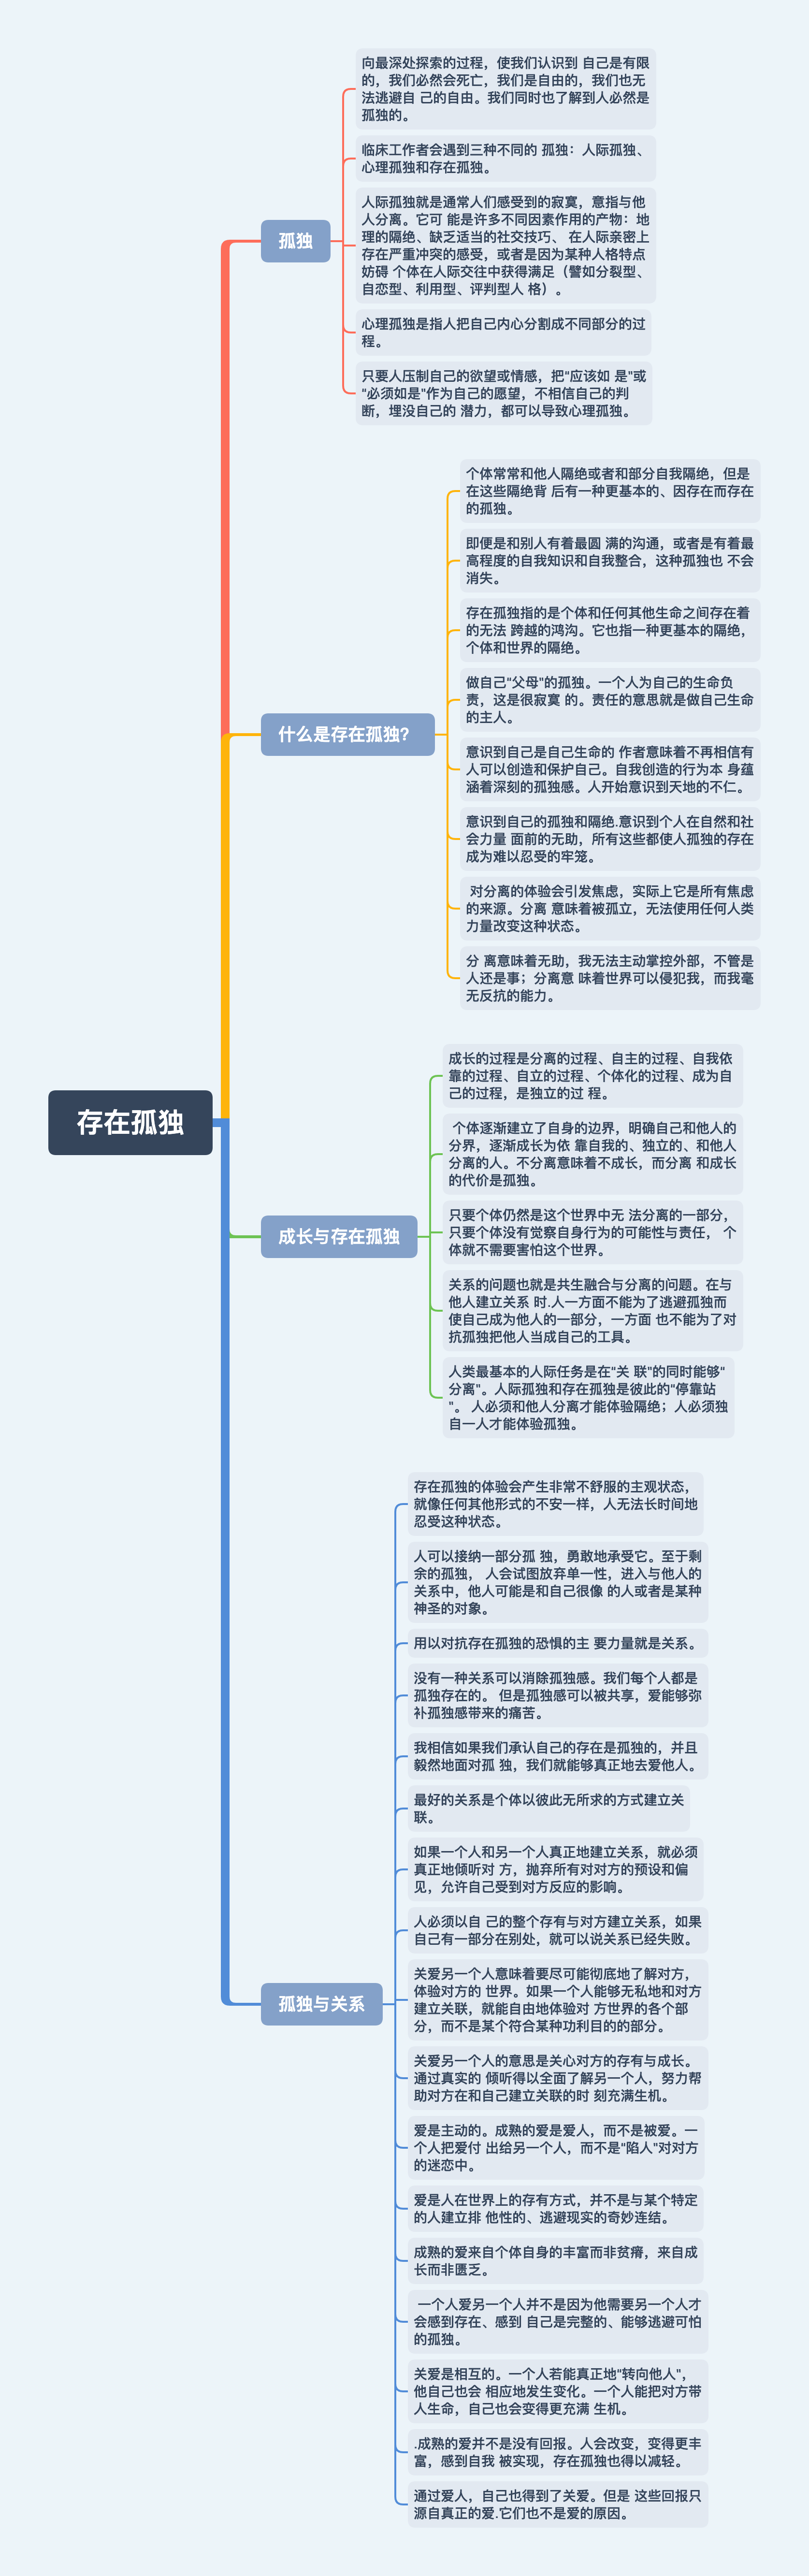 向最深处探索的过程，使我们认识到 自己是有限
的，我们必然会死亡，我们是自由的，我们也无
法逃避自 己的自由。我们同时也了解到人必然是
孤独的。
临床工作者会遇到三种不同的 孤独：人际孤独、
心理孤独和存在孤独。
人际孤独就是通常人们感受到的寂寞，意指与他
人分离。它可 能是许多不同因素作用的产物：地
理的隔绝、缺乏适当的社交技巧、 在人际亲密上
存在严重冲突的感受，或者是因为某种人格特点
妨碍 个体在人际交往中获得满足（譬如分裂型、
自恋型、利用型、评判型人 格）。
孤独
心理孤独是指人把自己内心分割成不同部分的过
程。
只要人压制自己的欲望或情感，把"应该如 是"或
"必须如是"作为自己的愿望，不相信自己的判
断，埋没自己的 潜力，都可以导致心理孤独。
个体常常和他人隔绝或者和部分自我隔绝，但是
在这些隔绝背 后有一种更基本的、因存在而存在
的孤独。
即便是和别人有着最圆 满的沟通，或者是有着最
高程度的自我知识和自我整合，这种孤独也 不会
消失。
存在孤独指的是个体和任何其他生命之间存在着
的无法 跨越的鸿沟。它也指一种更基本的隔绝，
个体和世界的隔绝。
做自己"父母"的孤独。一个人为自己的生命负
责，这是很寂寞 的。责任的意思就是做自己生命
的主人。
什么是存在孤独？
意识到自己是自己生命的 作者意味着不再相信有
人可以创造和保护自己。自我创造的行为本 身蕴
涵着深刻的孤独感。人开始意识到天地的不仁。
意识到自己的孤独和隔绝.意识到个人在自然和社
会力量 面前的无助，所有这些都使人孤独的存在
成为难以忍受的牢笼。
对分离的体验会引发焦虑，实际上它是所有焦虑
的来源。分离 意味着被孤立，无法使用任何人类
力量改变这种状态。
分 离意味着无助，我无法主动掌控外部，不管是
人还是事；分离意 味着世界可以侵犯我，而我毫
无反抗的能力。
存在孤独
成长的过程是分离的过程、自主的过程、自我依
靠的过程、自立的过程、个体化的过程、成为自
己的过程，是独立的过 程。
个体逐渐建立了自身的边界，明确自己和他人的
分界，逐渐成长为依 靠自我的、独立的、和他人
分离的人。不分离意味着不成长，而分离 和成长
的代价是孤独。
成长与存在孤独
只要个体仍然是这个世界中无 法分离的一部分，
只要个体没有觉察自身行为的可能性与责任， 个
体就不需要害怕这个世界。
关系的问题也就是共生融合与分离的问题。在与
他人建立关系 时.人一方面不能为了逃避孤独而
使自己成为他人的一部分，一方面 也不能为了对
抗孤独把他人当成自己的工具。
人类最基本的人际任务是在"关 联"的同时能够"
分离"。人际孤独和存在孤独是彼此的"停靠站
"。 人必须和他人分离才能体验隔绝；人必须独
自一人才能体验孤独。
存在孤独的体验会产生非常不舒服的主观状态，
就像任何其他形式的不安一样，人无法长时间地
忍受这种状态。
人可以接纳一部分孤 独，勇敢地承受它。至于剩
余的孤独， 人会试图放弃单一性，进入与他人的
关系中，他人可能是和自己很像 的人或者是某种
神圣的对象。
用以对抗存在孤独的恐惧的主 要力量就是关系。
没有一种关系可以消除孤独感。我们每个人都是
孤独存在的。 但是孤独感可以被共享，爱能够弥
补孤独感带来的痛苦。
我相信如果我们承认自己的存在是孤独的，并且
毅然地面对孤 独，我们就能够真正地去爱他人。
最好的关系是个体以彼此无所求的方式建立关
联。
如果一个人和另一个人真正地建立关系，就必须
真正地倾听对 方，抛弃所有对对方的预设和偏
见，允许自己受到对方反应的影响。
人必须以自 己的整个存有与对方建立关系，如果
自己有一部分在别处，就可以说关系已经失败。
孤独与关系
关爱另一个人意味着要尽可能彻底地了解对方，
体验对方的 世界。如果一个人能够无私地和对方
建立关联，就能自由地体验对 方世界的各个部
分，而不是某个符合某种功利目的的部分。
关爱另一个人的意思是关心对方的存有与成长。
通过真实的 倾听得以全面了解另一个人，努力帮
助对方在和自己建立关联的时 刻充满生机。
爱是主动的。成熟的爱是爱人，而不是被爱。一
个人把爱付 出给另一个人，而不是"陷人"对对方
的迷恋中。
爱是人在世界上的存有方式，并不是与某个特定
的人建立排 他性的、逃避现实的奇妙连结。
成熟的爱来自个体自身的丰富而非贫瘠，来自成
长而非匮乏。
一个人爱另一个人并不是因为他需要另一个人才
会感到存在、感到 自己是完整的、能够逃避可怕
的孤独。
关爱是相互的。一个人若能真正地"转向他人"，
他自己也会 相应地发生变化。一个人能把对方带
人生命，自己也会变得更充满 生机。
.成熟的爱并不是没有回报。人会改变，变得更丰
富，感到自我 被实现，存在孤独也得以减轻。
通过爱人，自己也得到了关爱。但是 这些回报只
源自真正的爱.它们也不是爱的原因。